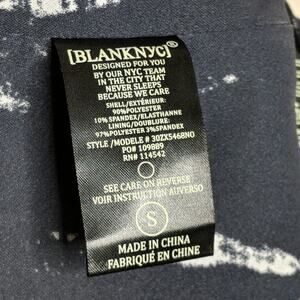 [BLANKNYC]®
DESIGNED FOR YOU
BY OUR NYC TEAM
IN THE CITY THAT
NEVER SLEEPS
BECAUSE WE CARE
SHELL/EXTÉRIEUR:
90%POLYESTER
10%SPANDEX/ELASTHANNE
LINING/DOUBLURE:
97%POLYESTER 3%SPANDEX
STYLE /MODELE # 30ZX5468NO
PO# 109889
RN# 114542
SEE CARE ON REVERSE
VOIR INSTRUCTION AUVERSO
S
MADE IN CHINA
FABRIQUÉ EN CHINE